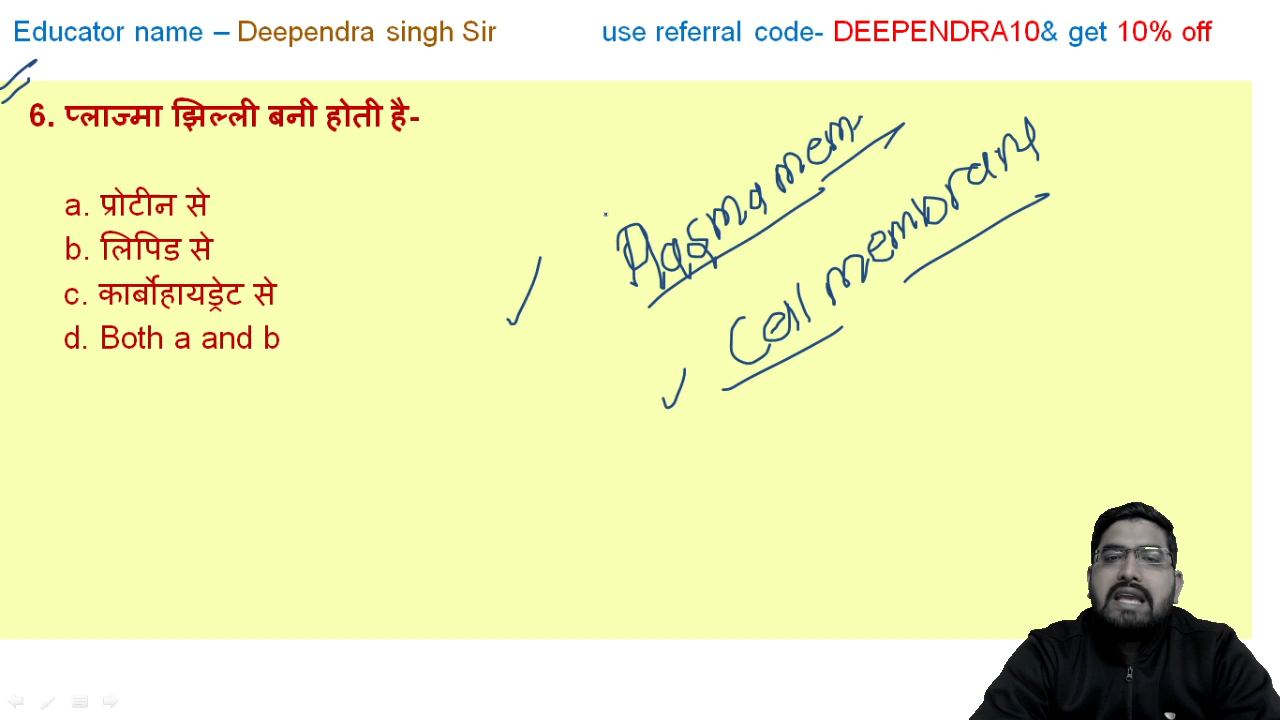 Educator name – Deependra singh Sir use referral code- DEEPENDRA10& get 10% off
6. प्लाज्मा झिल्ली बनी होती है-
a. प्रोटीन से
b. लिपिड से
c. कार्बोहायड्रेट से
d. Both a and b
Plasma mem.
Cell membrane